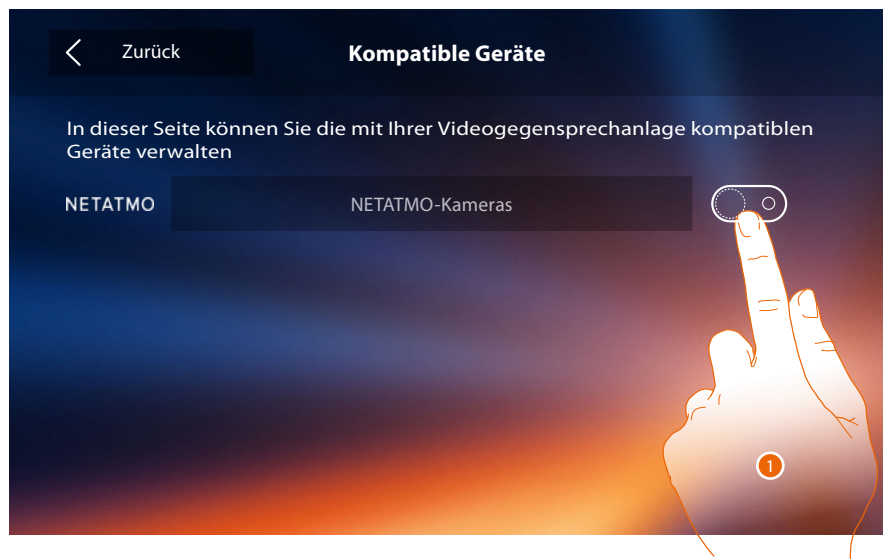 Zurück
Kompatible Geräte
In dieser Seite können Sie die mit Ihrer Videogegensprechanlage kompatiblen
Geräte verwalten
NETATMO
NETATMO-Kameras
1